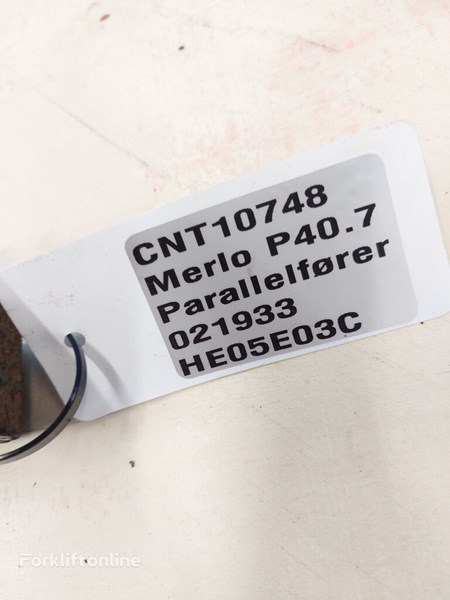 CNT10748
Merlo P40.7
Parallelfører
021933
HE05E03C
Forkliftonline